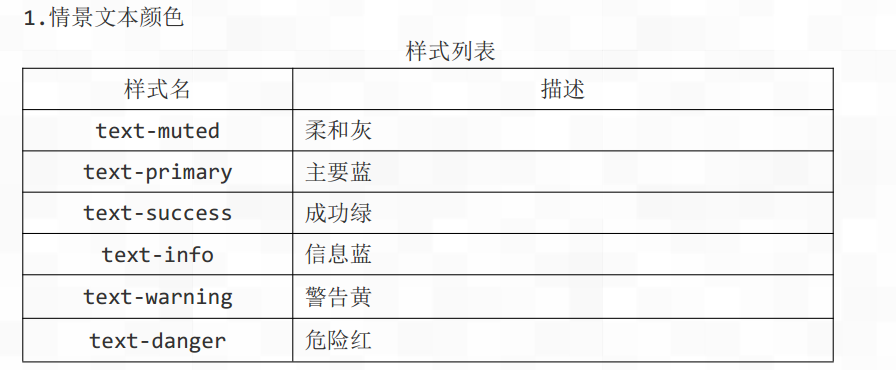 1.情景文本颜色
样式列表
样式名 描述
text-muted 柔和灰
text-primary 主要蓝
text-success 成功绿
text-info 信息蓝
text-warning 警告黄
text-danger 危险红